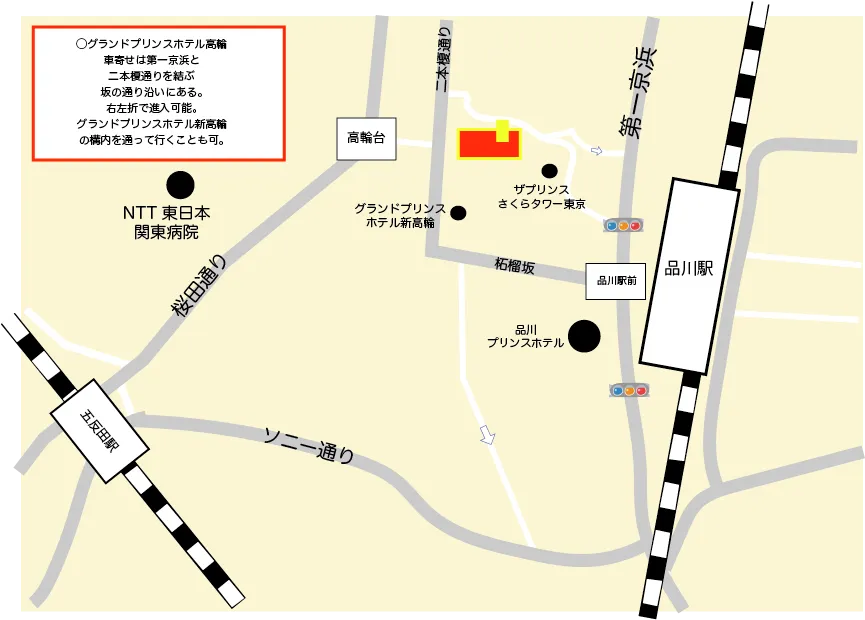 〇グランドプリンスホテル高輪
車寄せは第一京浜と
二本榎通りを結ぶ
坂の通り沿いにある。
右左折で進入可能。
グランドプリンスホテル新高輪
の構内を通って行くことも可。
二本榎通り
第一京浜
高輪台
NTT 東日本
関東病院
ザプリンス
さくらタワー東京
グランドプリンス
ホテル新高輪
桜田通り
柘榴坂
品川駅前
品川駅
品川
プリンスホテル
五反田駅
ソニー通り